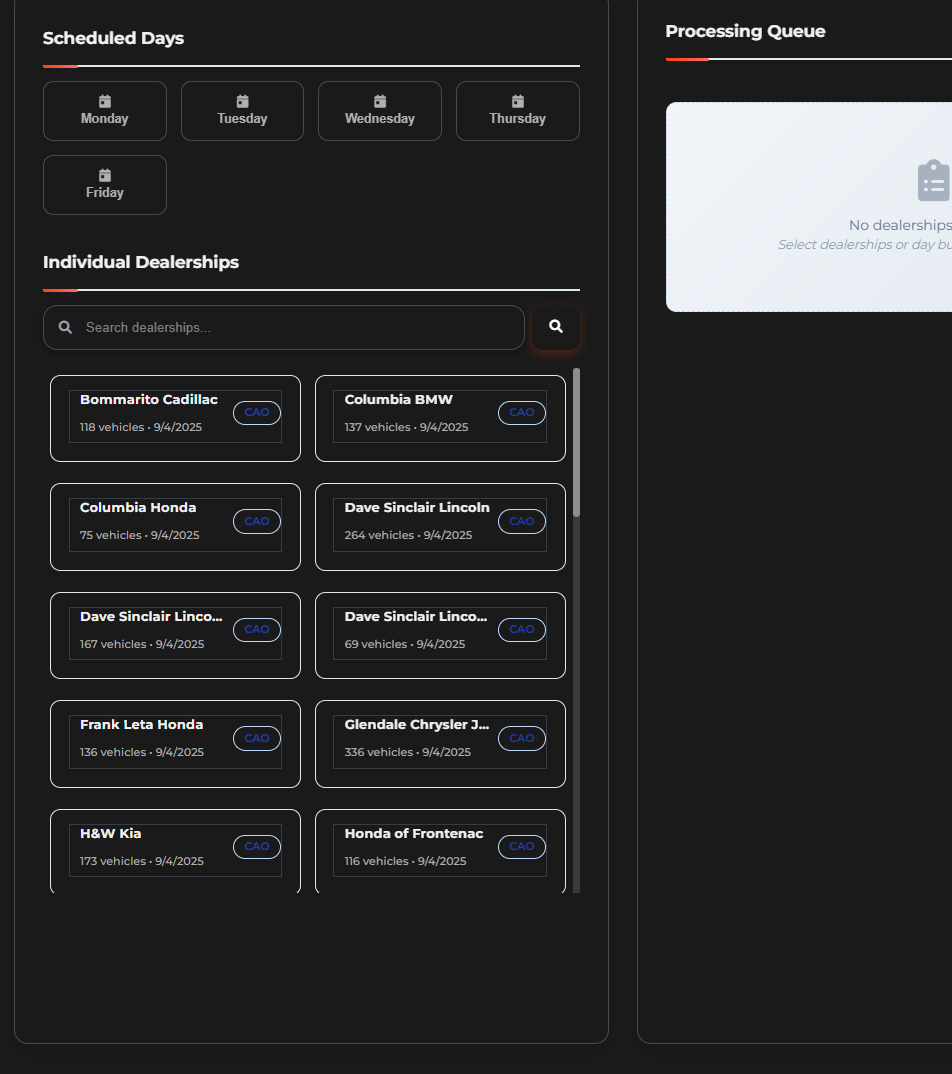 Scheduled Days
Monday
Tuesday
Wednesday
Thursday
Friday
Individual Dealerships
Search dealerships...
Bommarito Cadillac
118 vehicles • 9/4/2025
CAO
Columbia BMW
137 vehicles • 9/4/2025
CAO
Columbia Honda
75 vehicles • 9/4/2025
CAO
Dave Sinclair Lincoln
264 vehicles • 9/4/2025
CAO
Dave Sinclair Linco...
167 vehicles • 9/4/2025
CAO
Dave Sinclair Linco...
69 vehicles • 9/4/2025
CAO
Frank Leta Honda
136 vehicles • 9/4/2025
CAO
Glendale Chrysler J...
336 vehicles • 9/4/2025
CAO
H&W Kia
173 vehicles • 9/4/2025
CAO
Honda of Frontenac
116 vehicles • 9/4/2025
CAO
Processing Queue
No dealerships
Select dealerships or day bu